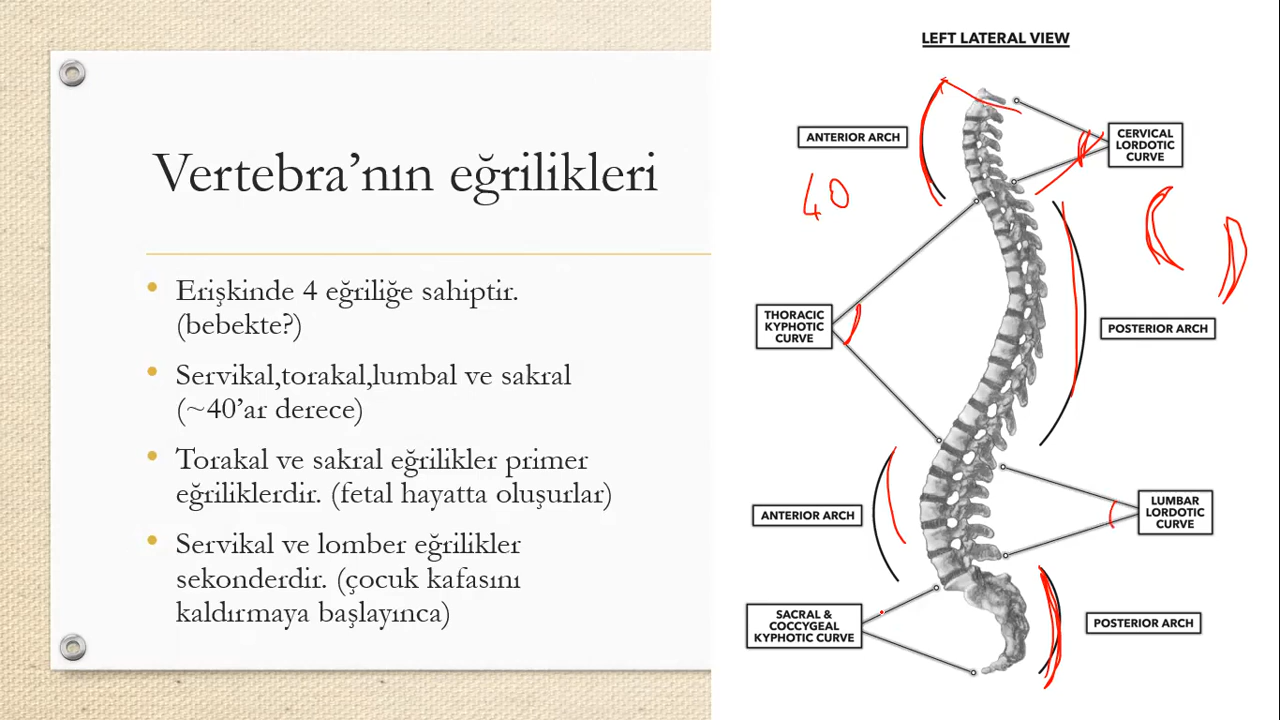 Vertebra’nın eğrilikleri
• Erişkinde 4 eğriliğe sahiptir.
(bebekte?)
• Servikal,torakal,lumbal ve sakral
(~40’ar derece)
• Torakal ve sakral eğrilikler primer
eğriliklerdir. (fetal hayatta oluşurlar)
• Servikal ve lomber eğrilikler
sekonderdir. (çocuk kafasını
kaldırmaya başlayınca)
LEFT LATERAL VIEW
ANTERIOR ARCH
CERVICAL
LORDOTIC
CURVE
40
THORACIC
KYPHOTIC
CURVE
POSTERIOR ARCH
ANTERIOR ARCH
LUMBAR
LORDOTIC
CURVE
SACRAL &
COCCYGEAL
KYPHOTIC CURVE
POSTERIOR ARCH